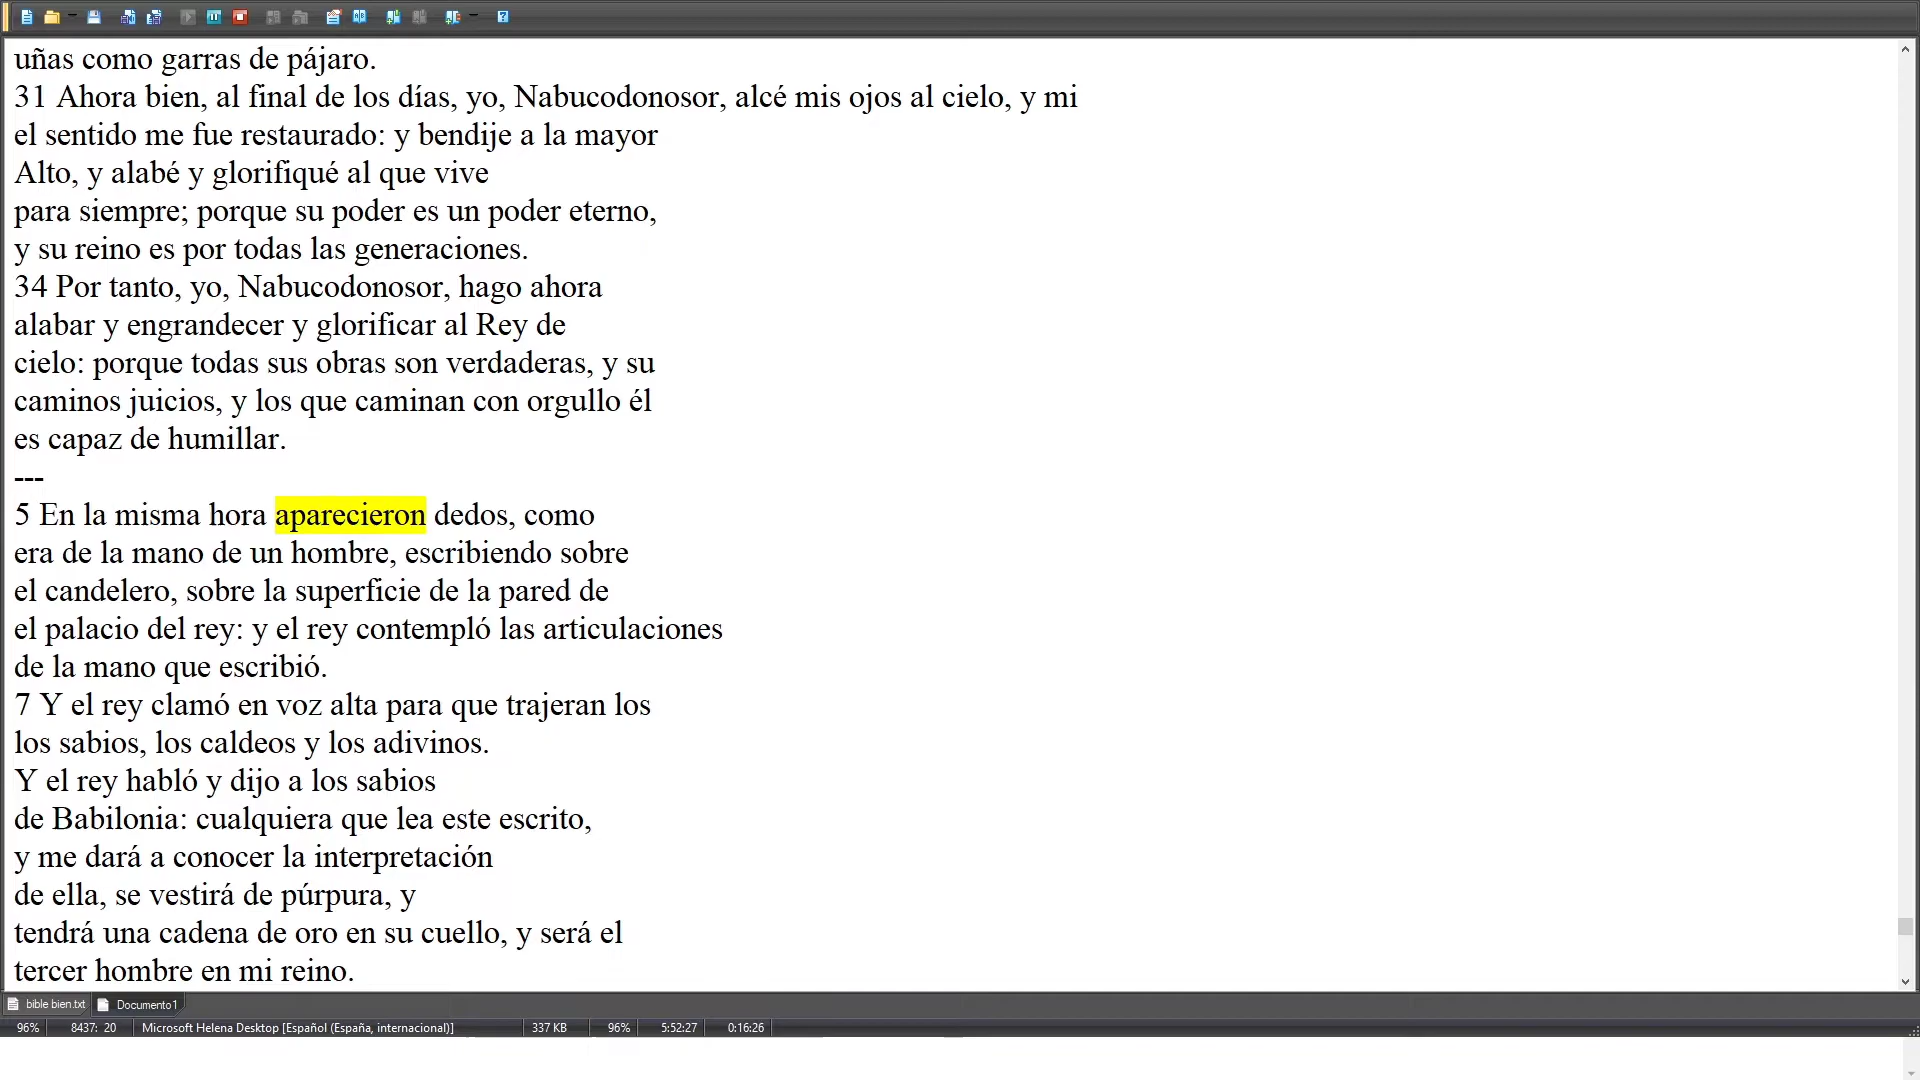 uñas como garras de pájaro.
31 Ahora bien, al final de los días, yo, Nabucodonosor, alcé mis ojos al cielo, y mi
el sentido me fue restaurado: y bendije a la mayor
Alto, y alabé y glorifiqué al que vive
para siempre; porque su poder es un poder eterno,
y su reino es por todas las generaciones.
34 Por tanto, yo, Nabucodonosor, hago ahora
alabar y engrandecer y glorificar al Rey de
cielo: porque todas sus obras son verdaderas, y su
caminos juicios, y los que caminan con orgullo él
es capaz de humillar.
---
5 En la misma hora aparecieron dedos, como
era de la mano de un hombre, escribiendo sobre
el candelero, sobre la superficie de la pared de
el palacio del rey: y el rey contempló las articulaciones
de la mano que escribió.
7 Y el rey clamó en voz alta para que trajeran los
los sabios, los caldeos y los adivinos.
Y el rey habló y dijo a los sabios
de Babilonia: cualquiera que lea este escrito,
y me dará a conocer la interpretación
de ella, se vestirá de púrpura, y
tendrá una cadena de oro en su cuello, y será el
tercer hombre en mi reino.
bible bien.txt Documento1
96% 8437: 20 Microsoft Helena Desktop [Español (España, internacional)] 337 KB 96% 5:52:27 0:16:26